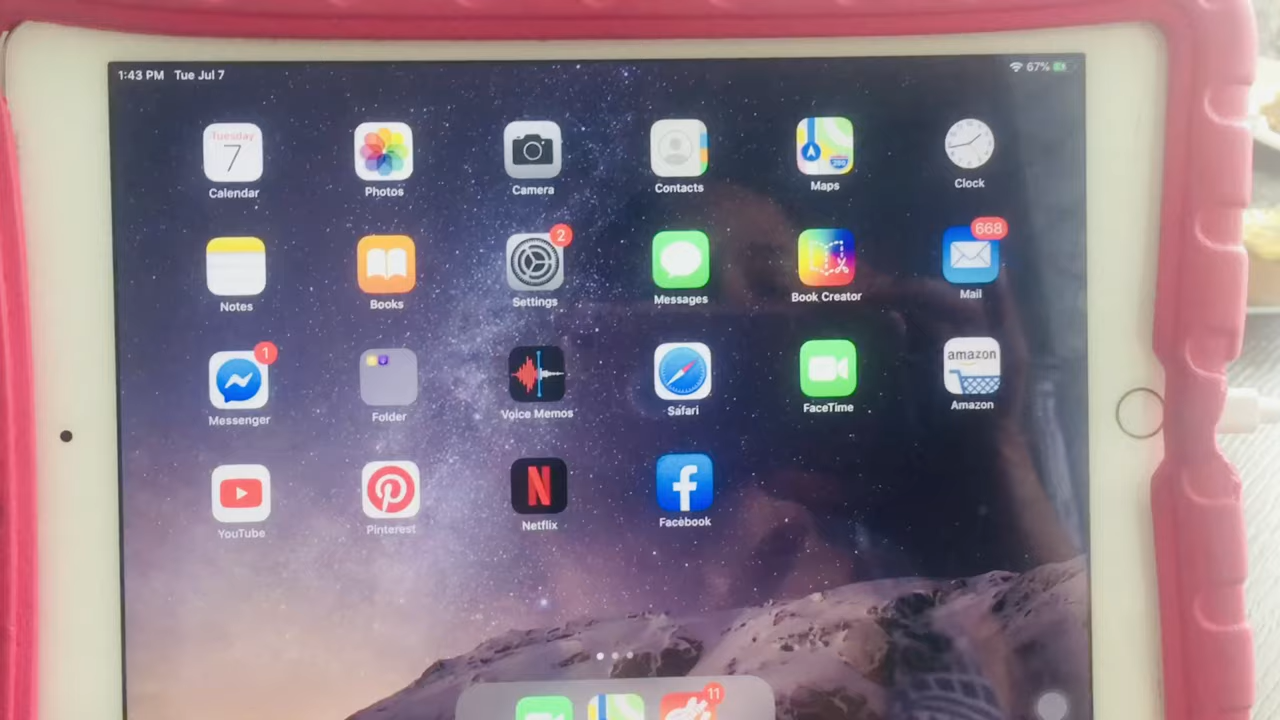 1:43 PM Tue Jul 7
67%
Tuesday
7
Calendar
Photos
Camera
Contacts
280
Maps
Clock
Notes
Books
2
Settings
Messages
Book Creator
668
Mail
1
Messenger
Folder
Voice Memos
Safari
FaceTime
amazon
Amazon
YouTube
Pinterest
N
Netflix
f
Facebook
11